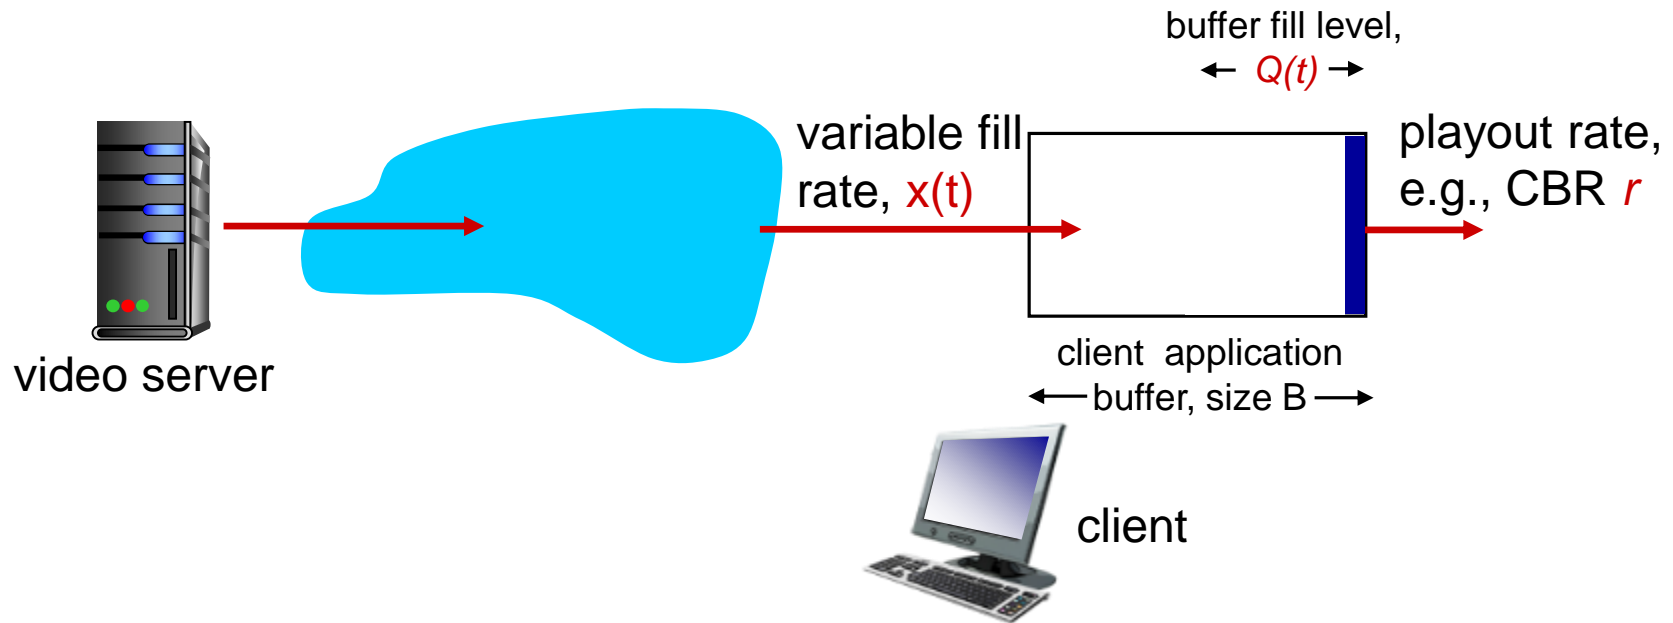 buffer fill level,
Q(t)
variable fill
rate, x(t)
playout rate,
e.g., CBR r
video server
client application
buffer, size B
client